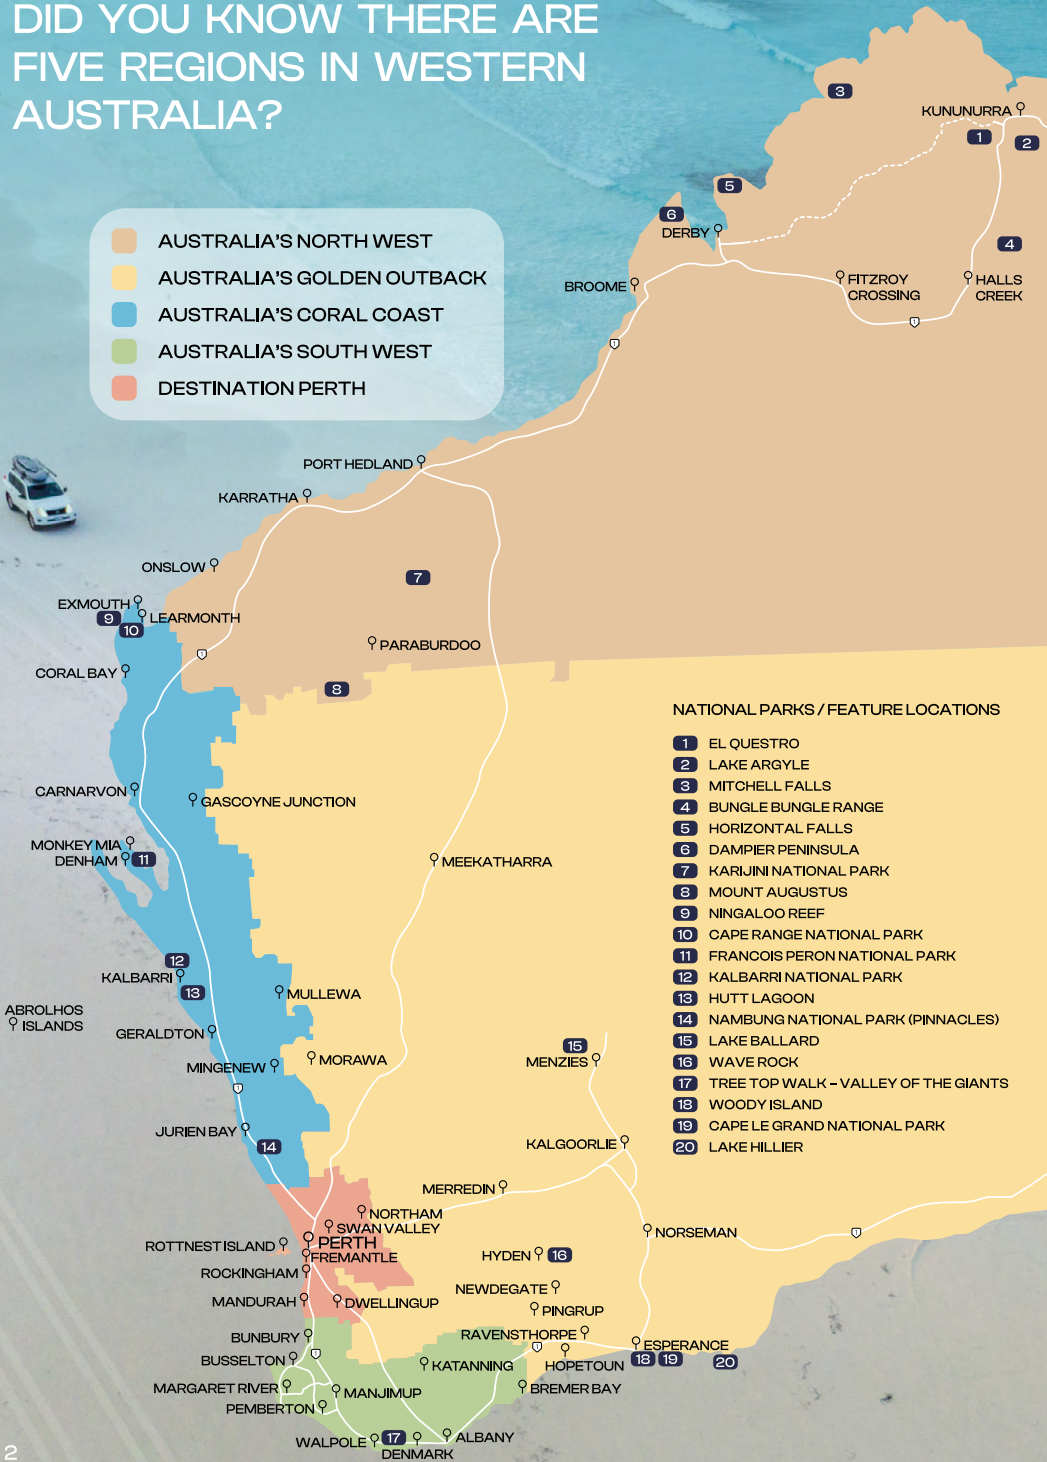 DID YOU KNOW THERE ARE
FIVE REGIONS IN WESTERN
AUSTRALIA?
AUSTRALIA'S NORTH WEST
AUSTRALIA'S GOLDEN OUTBACK
AUSTRALIA'S CORAL COAST
AUSTRALIA'S SOUTH WEST
DESTINATION PERTH
3
KUNUNURRA
1
2
5
6
DERBY
4
BROOME
FITZROY
CROSSING
HALLS
CREEK
1
1
PORT HEDLAND
KARRATHA
ONSLOW
7
EXMOUTH
9
LEARMONTH
10
PARABURDOO
1
CORAL BAY
8
NATIONAL PARKS / FEATURE LOCATIONS
1 EL QUESTRO
2 LAKE ARGYLE
3 MITCHELL FALLS
4 BUNGLE BUNGLE RANGE
5 HORIZONTAL FALLS
6 DAMPIER PENINSULA
7 KARIJINI NATIONAL PARK
8 MOUNT AUGUSTUS
9 NINGALOO REEF
10 CAPE RANGE NATIONAL PARK
11 FRANCOIS PERON NATIONAL PARK
12 KALBARRI NATIONAL PARK
13 HUTT LAGOON
14 NAMBUNG NATIONAL PARK (PINNACLES)
15 LAKE BALLARD
16 WAVE ROCK
17 TREE TOP WALK – VALLEY OF THE GIANTS
18 WOODY ISLAND
19 CAPE LE GRAND NATIONAL PARK
20 LAKE HILLIER
CARNARVON
GASCOYNE JUNCTION
MONKEY MIA
DENHAM
11
MEEKATHARRA
12
KALBARRI
13
MULLEWA
ABROLHOS
ISLANDS
GERALDTON
15
MENZIES
MORAWA
MINGENEW
1
JURIEN BAY
14
KALGOORLIE
MERREDIN
NORTHAM
SWAN VALLEY
NORSEMAN
1
ROTTNEST ISLAND
PERTH
FREMANTLE
HYDEN
16
ROCKINGHAM
NEWDEGATE
MANDURAH
DWELLINGUP
PINGRUP
BUNBURY
RAVENSTHORPE
1
ESPERANCE
BUSSELTON
1
KATANNING
HOPETOUN
18
19
20
MARGARET RIVER
MANJIMUP
BREMER BAY
PEMBERTON
WALPOLE
17
DENMARK
ALBANY
2